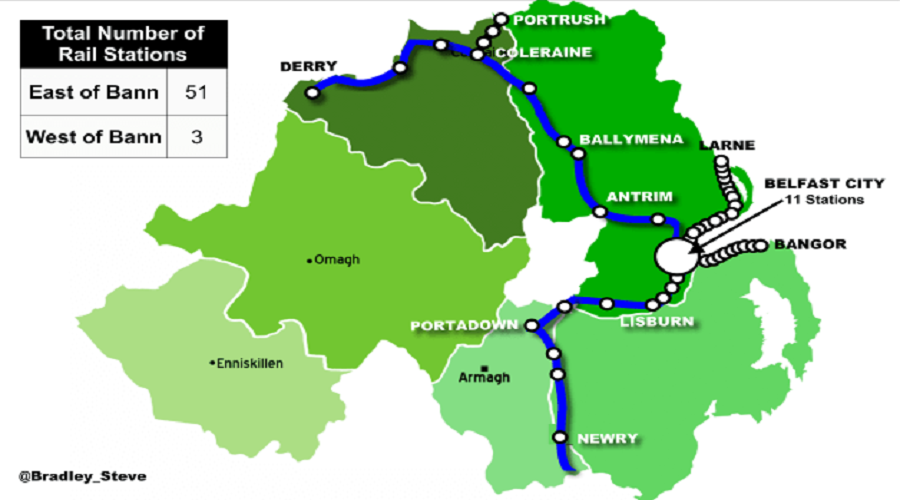 Total Number of
Rail Stations
East of Bann 51
West of Bann 3
PORTRUSH
COLERAINE
DERRY
BALLYMENA
LARNE
ANTRIM
BELFAST CITY
11 Stations
BANGOR
Omagh
PORTADOWN
LISBURN
Enniskillen
Armagh
NEWRY
@Bradley_Steve